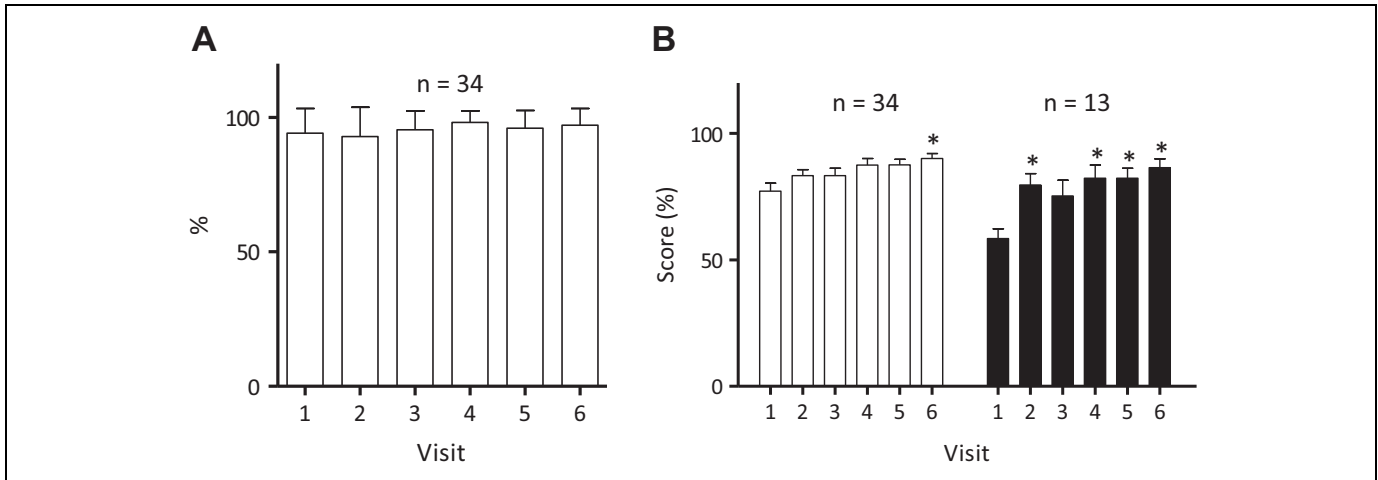 A
n = 34
100
50
0
%
1 2 3 4 5 6
Visit
B
n = 34
n = 13
100
50
0
Score (%)
* * * * *
1 2 3 4 5 6
1 2 3 4 5 6
Visit